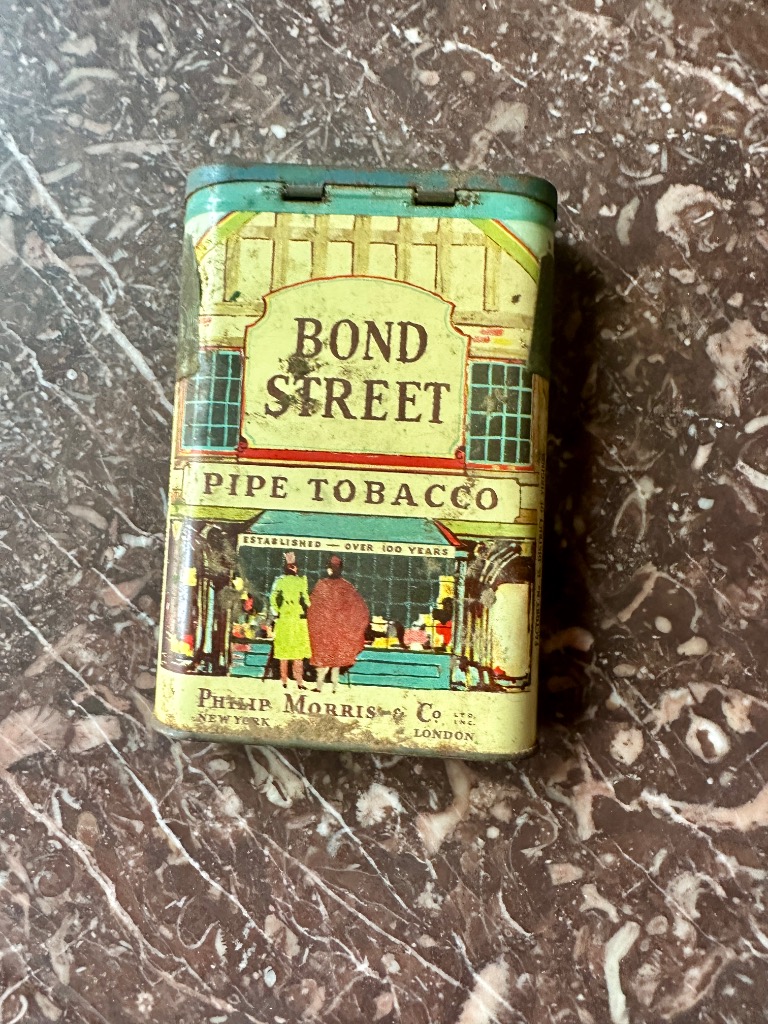 BOND
STREET
PIPE TOBACCO
ESTABLISHED — OVER 100 YEARS
PHILIP MORRIS & CO LTD. INC.
NEW YORK
LONDON